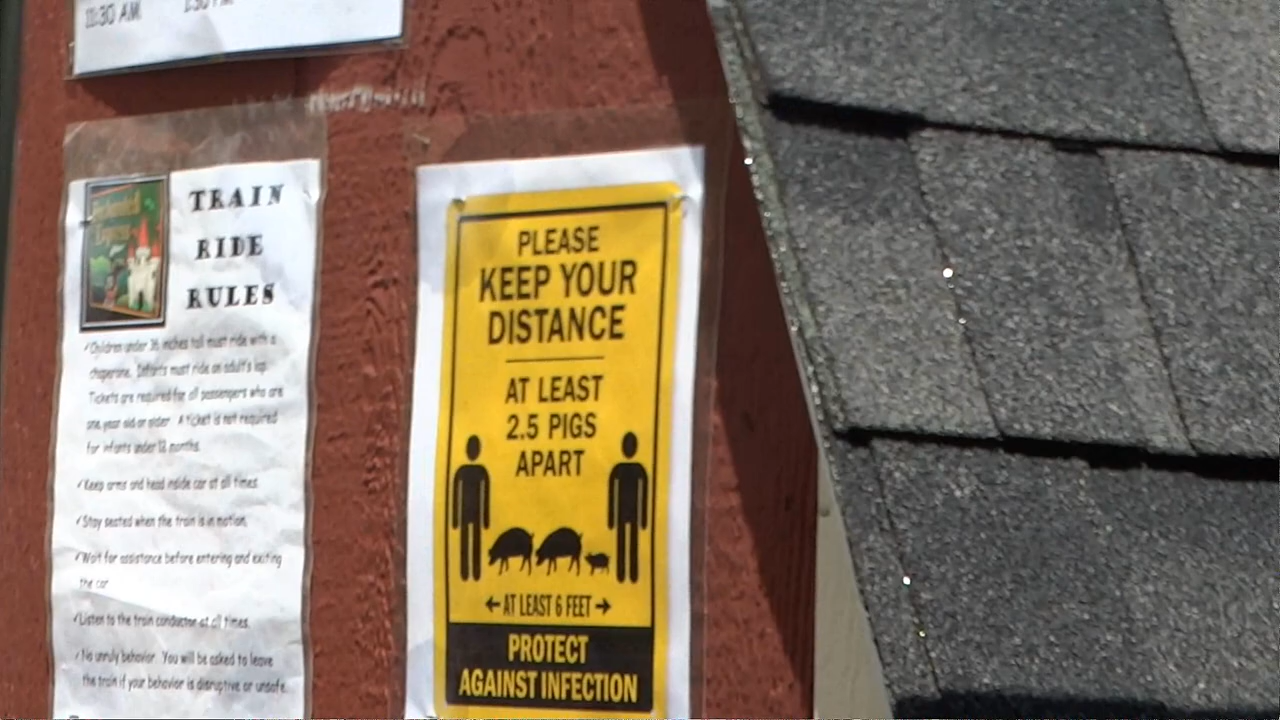 11:30 AM 1:30 PM
TRAIN
RIDE
RULES
✓Children under 36 inches tall must ride with a
chaperone. Infants must ride on adult's lap.
Tickets are required for all passengers who are
one year old or older. A ticket is not required
for infants under 12 months.
✓Keep arms and head inside car at all times.
✓Stay seated when the train is in motion.
✓Wait for assistance before entering and exiting
the car.
✓Listen to the train conductor at all times.
✓No unruly behavior. You will be asked to leave
the train if your behavior is disruptive or unsafe.
PLEASE
KEEP YOUR
DISTANCE
AT LEAST
2.5 PIGS
APART
←AT LEAST 6 FEET→
PROTECT
AGAINST INFECTION